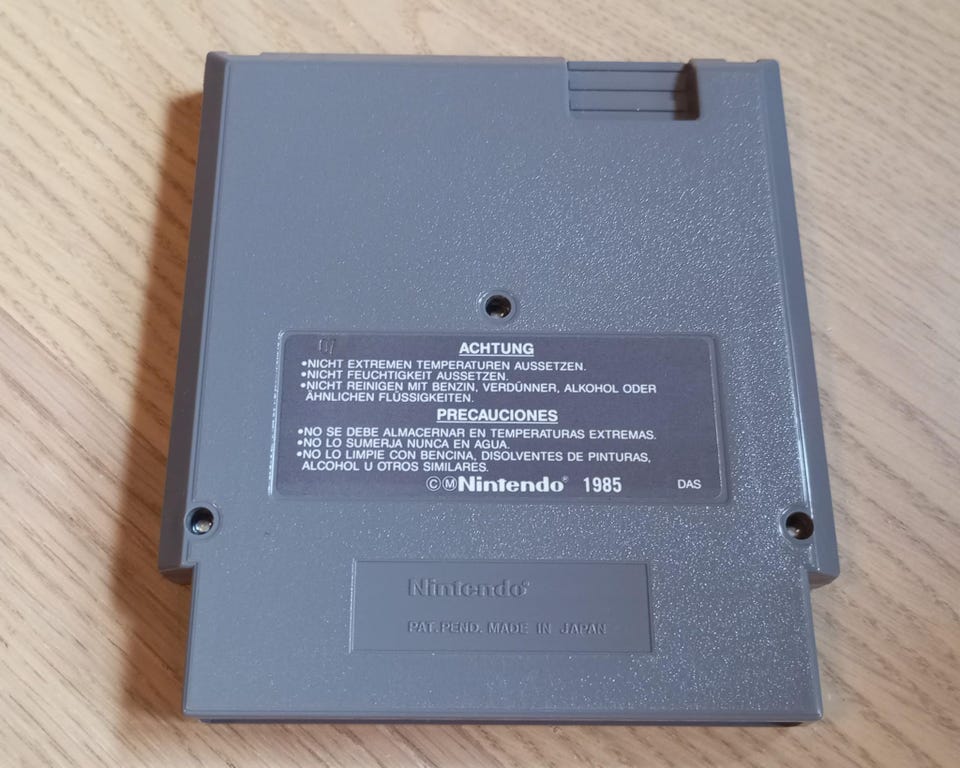 07
ACHTUNG
•NICHT EXTREMEN TEMPERATUREN AUSSETZEN.
•NICHT FEUCHTIGKEIT AUSSETZEN.
•NICHT REINIGEN MIT BENZIN, VERDÜNNER, ALKOHOL ODER
ÄHNLICHEN FLÜSSIGKEITEN.
PRECAUCIONES
•NO SE DEBE ALMACERNAR EN TEMPERATURAS EXTREMAS.
•NO LO SUMERJA NUNCA EN AGUA.
•NO LO LIMPIE CON BENCINA, DISOLVENTES DE PINTURAS,
ALCOHOL U OTROS SIMILARES.
©ⓂNintendo® 1985 DAS
Nintendo®
PAT. PEND. MADE IN JAPAN